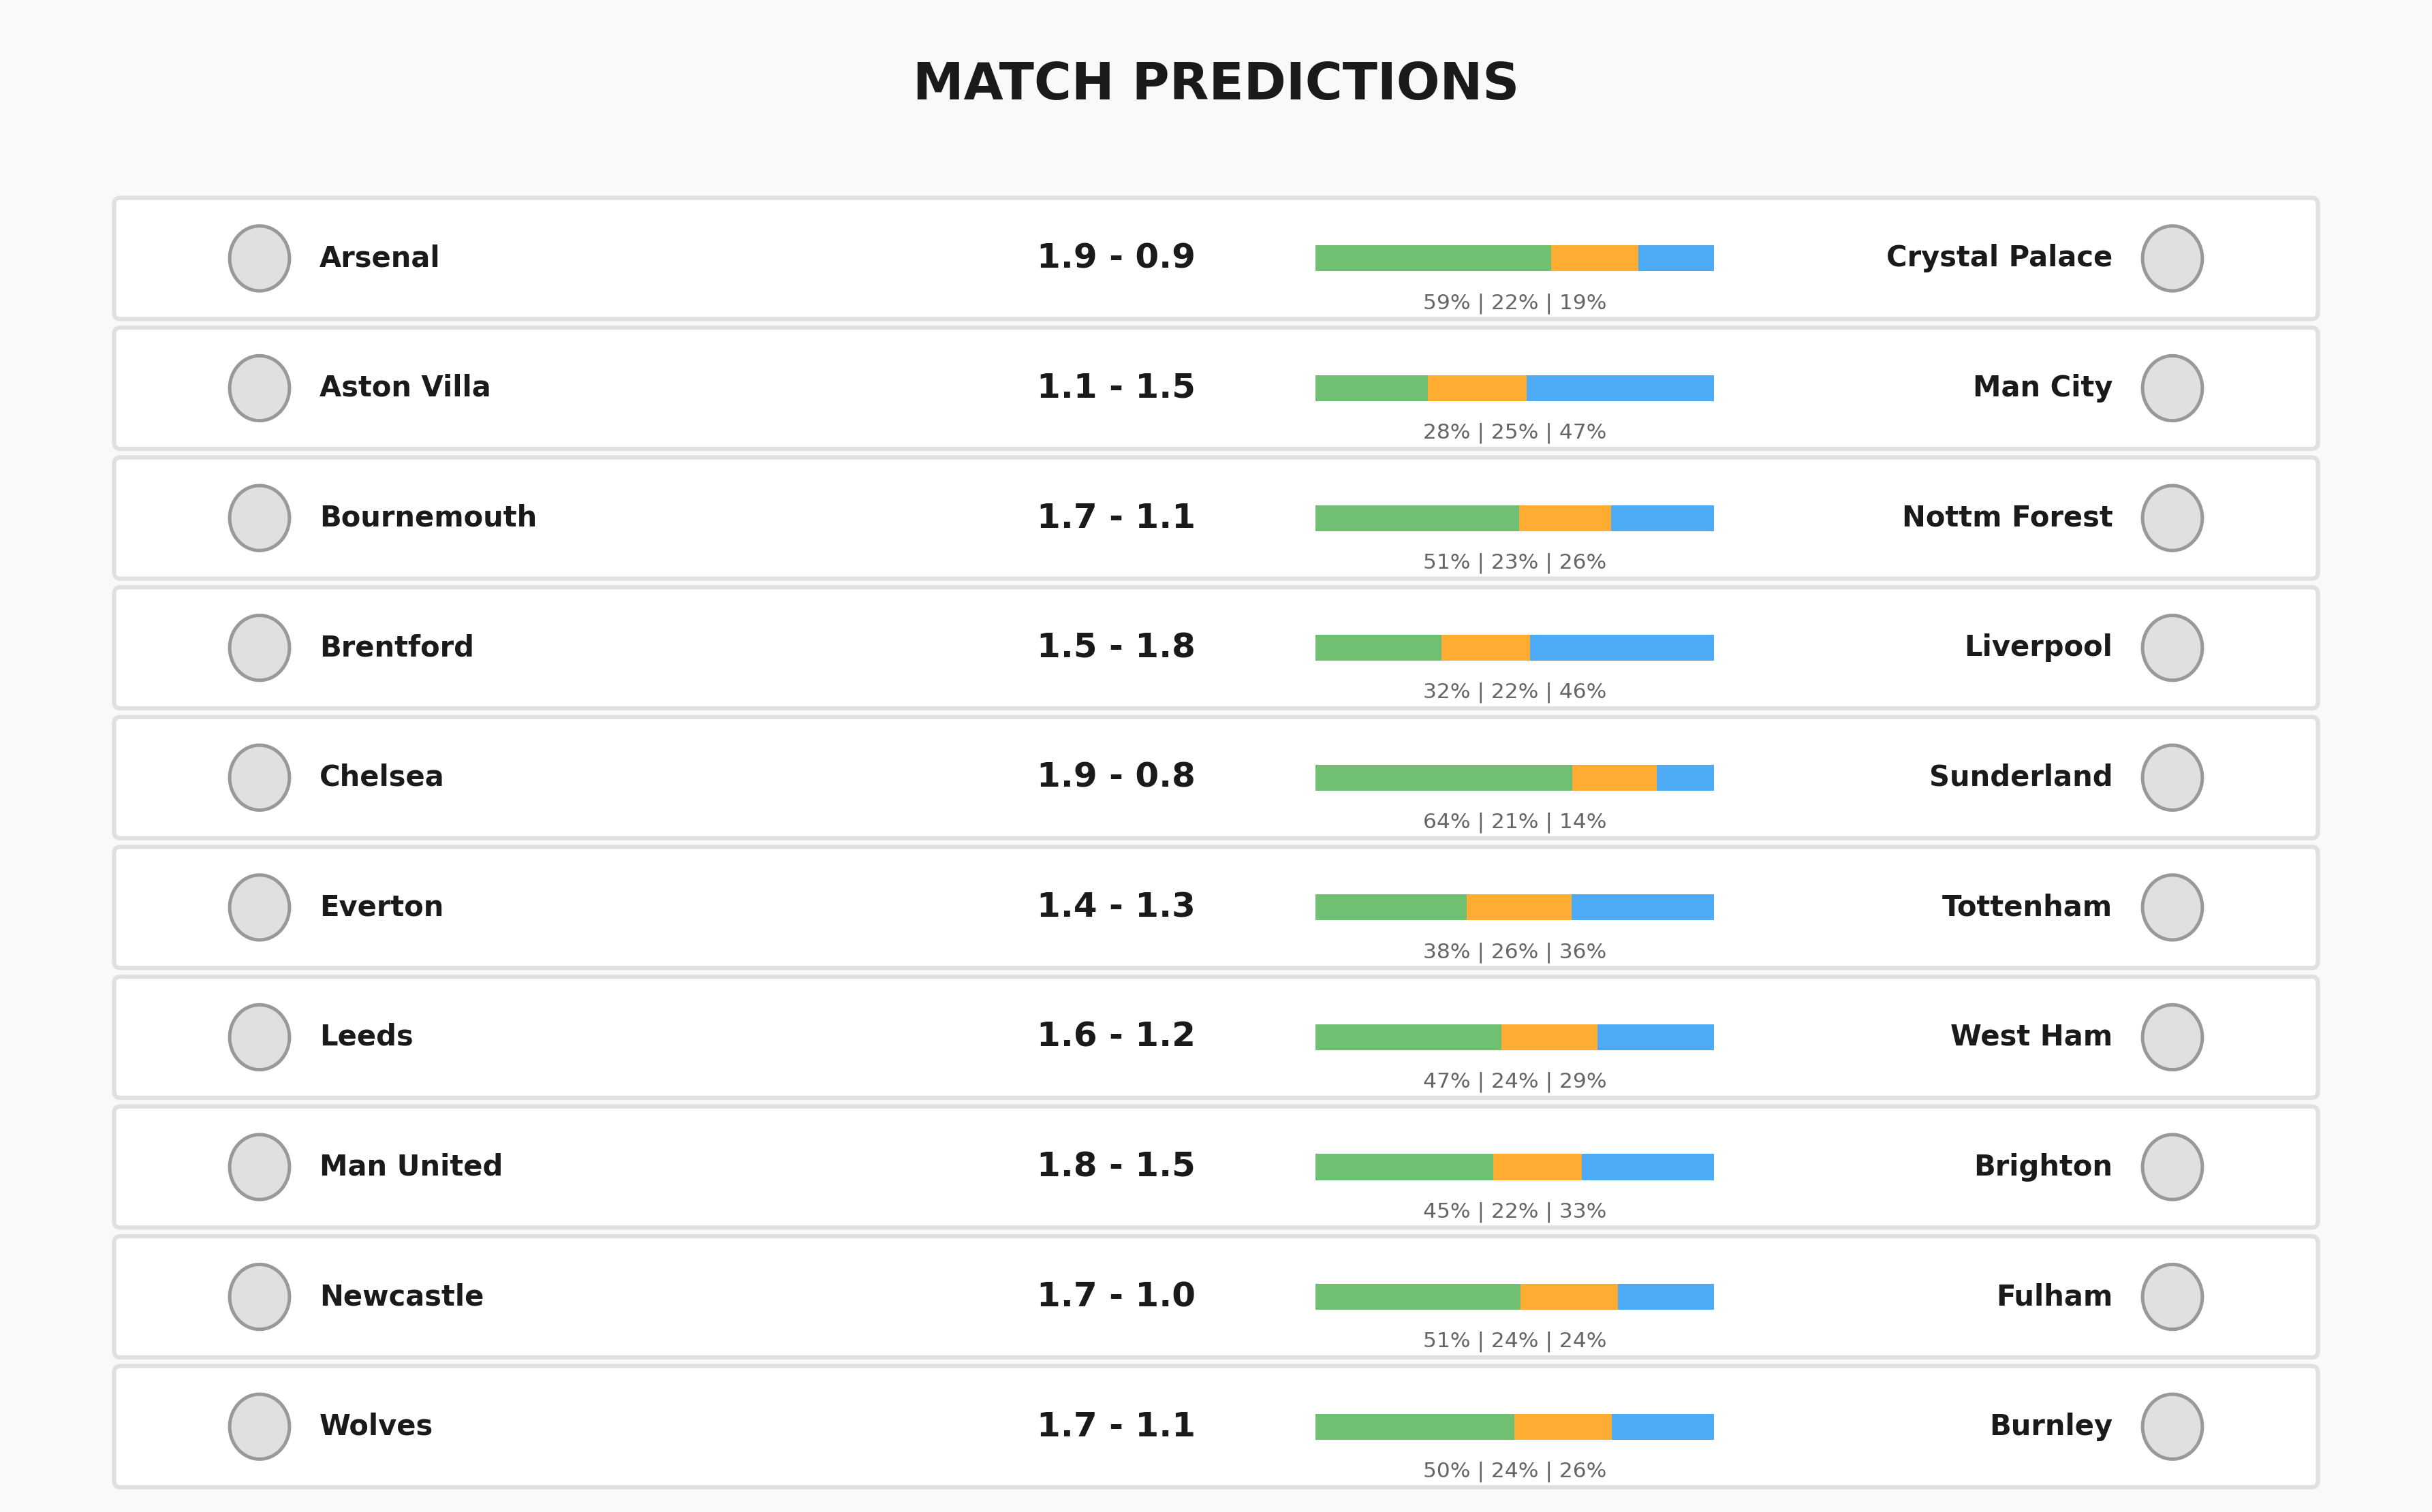 MATCH PREDICTIONS
Arsenal 1.9 - 0.9 Crystal Palace
59% | 22% | 19%
Aston Villa 1.1 - 1.5 Man City
28% | 25% | 47%
Bournemouth 1.7 - 1.1 Nottm Forest
51% | 23% | 26%
Brentford 1.5 - 1.8 Liverpool
32% | 22% | 46%
Chelsea 1.9 - 0.8 Sunderland
64% | 21% | 14%
Everton 1.4 - 1.3 Tottenham
38% | 26% | 36%
Leeds 1.6 - 1.2 West Ham
47% | 24% | 29%
Man United 1.8 - 1.5 Brighton
45% | 22% | 33%
Newcastle 1.7 - 1.0 Fulham
51% | 24% | 24%
Wolves 1.7 - 1.1 Burnley
50% | 24% | 26%